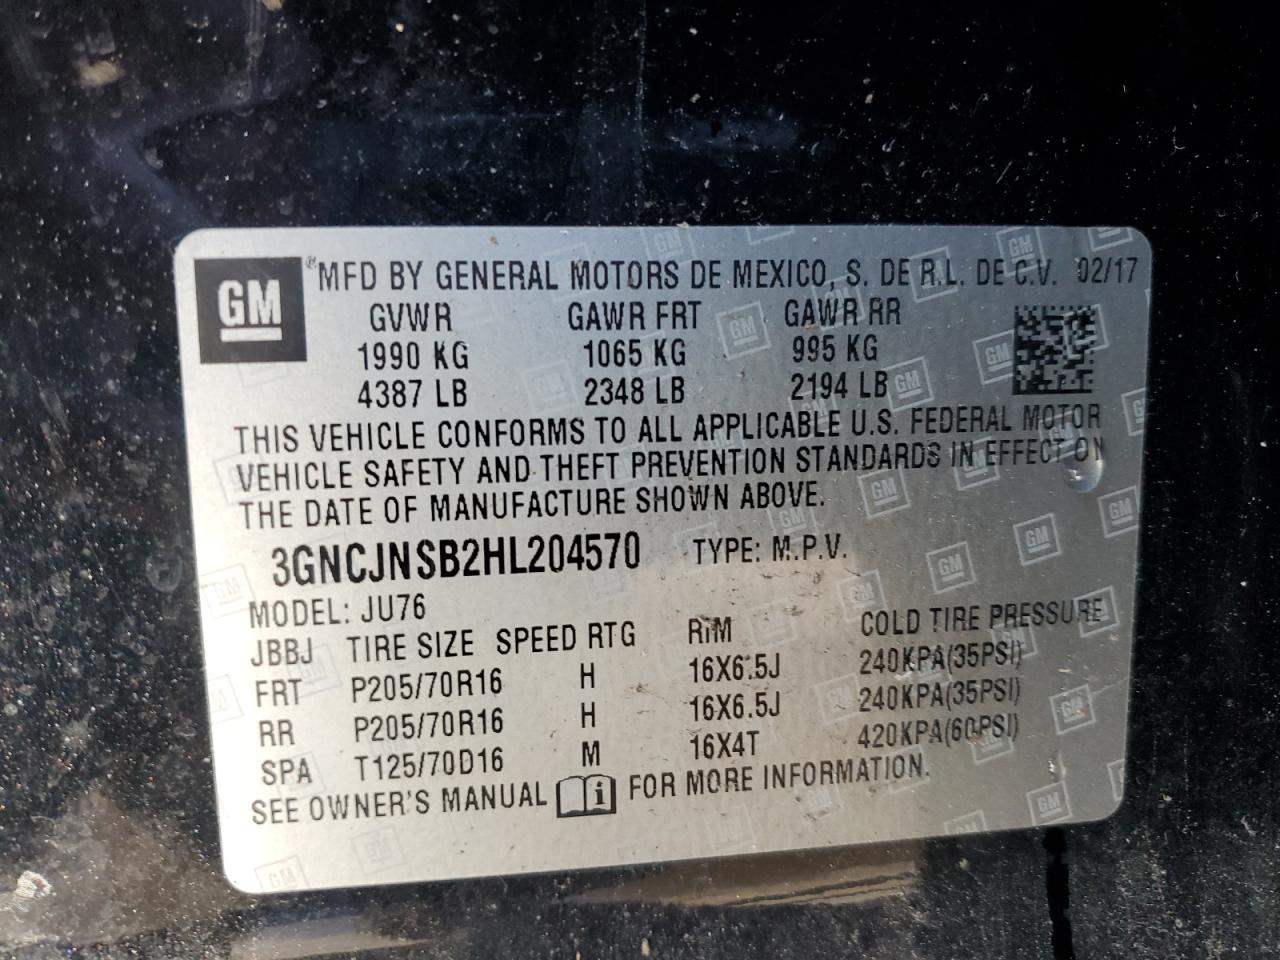 GM
MFD BY GENERAL MOTORS DE MEXICO, S. DE R.L. DE C.V. 02/17
GVWR GAWR FRT GAWR RR
1990 KG 1065 KG 995 KG
4387 LB 2348 LB 2194 LB
THIS VEHICLE CONFORMS TO ALL APPLICABLE U.S. FEDERAL MOTOR
VEHICLE SAFETY AND THEFT PREVENTION STANDARDS IN EFFECT ON
THE DATE OF MANUFACTURE SHOWN ABOVE.
3GNCJNSB2HL204570 TYPE: M.P.V.
MODEL: JU76
JBBJ TIRE SIZE SPEED RTG RIM COLD TIRE PRESSURE
FRT P205/70R16 H 16X6.5J 240KPA(35PSI)
RR P205/70R16 H 16X6.5J 240KPA(35PSI)
SPA T125/70D16 M 16X4T 420KPA(60PSI)
SEE OWNER'S MANUAL i FOR MORE INFORMATION.